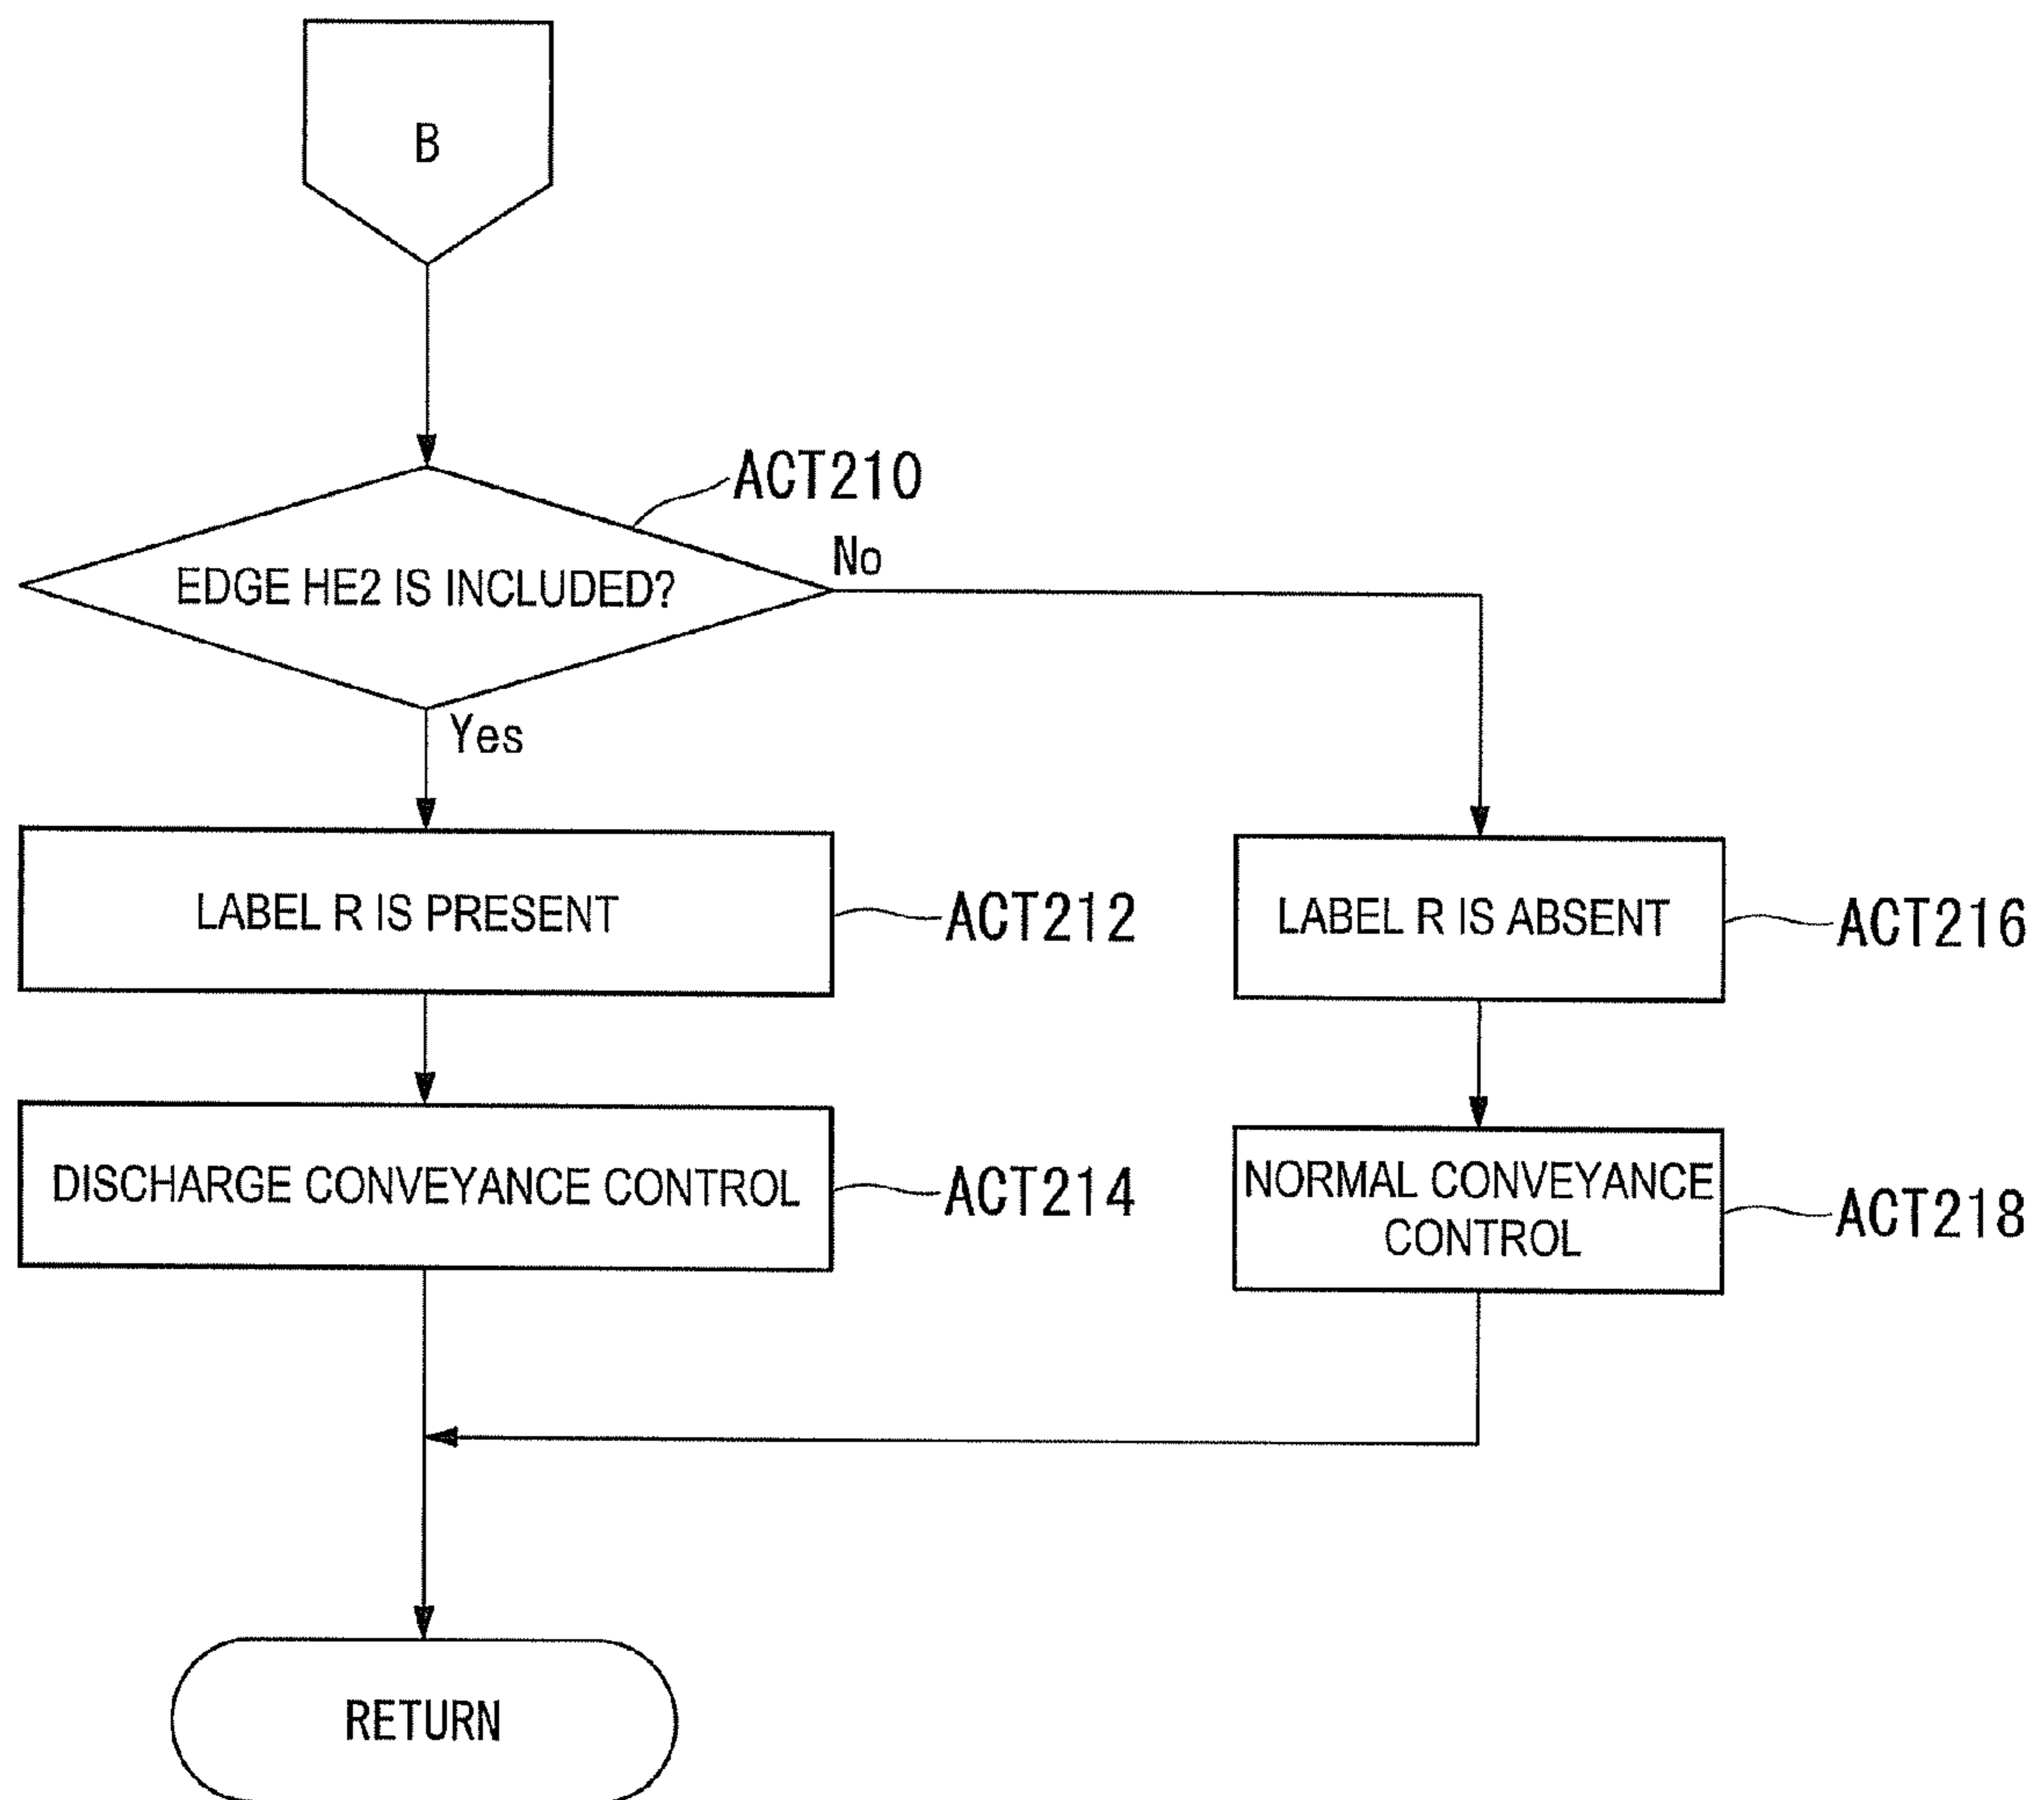 B
ACT210
EDGE HE2 IS INCLUDED?
No
Yes
LABEL R IS PRESENT
ACT212
LABEL R IS ABSENT
ACT216
DISCHARGE CONVEYANCE CONTROL
ACT214
NORMAL CONVEYANCE
CONTROL
ACT218
RETURN